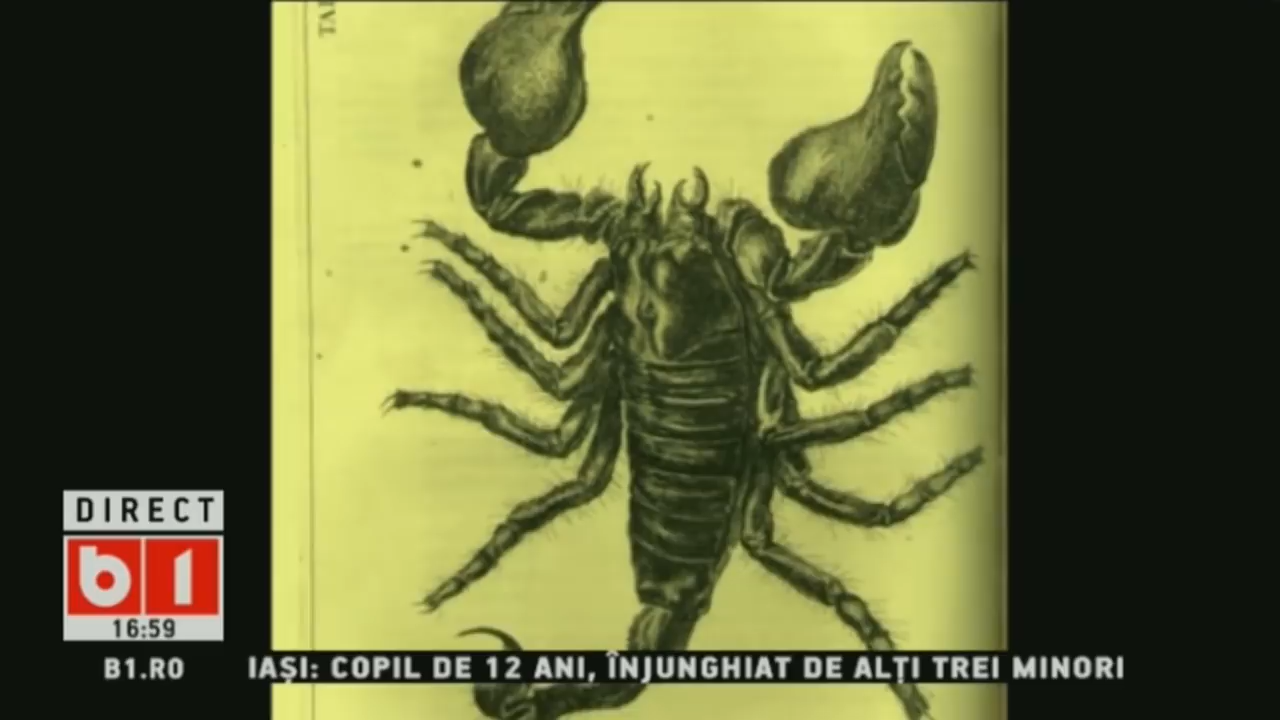 DIRECT
b1
16:59
B1.RO
IAȘI: COPIL DE 12 ANI, ÎNJUNGHIAT DE ALȚI TREI MINORI